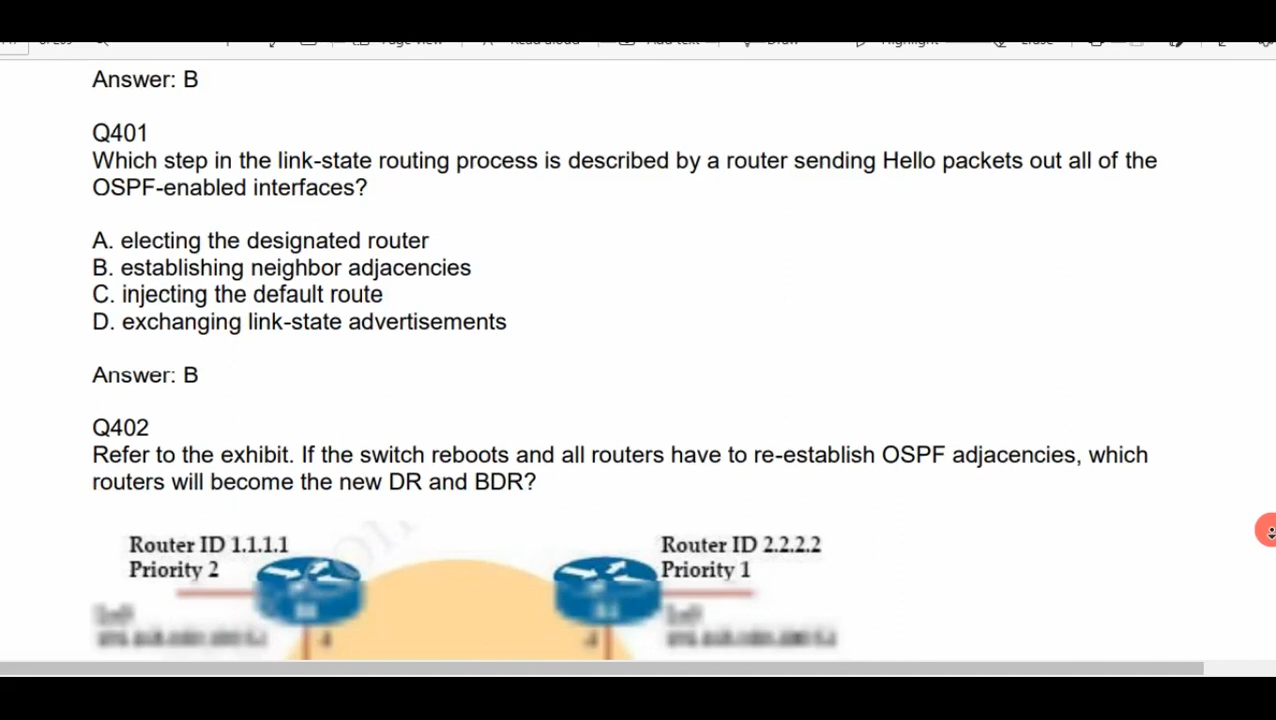 Answer: B
Q401
Which step in the link-state routing process is described by a router sending Hello packets out all of the
OSPF-enabled interfaces?
A. electing the designated router
B. establishing neighbor adjacencies
C. injecting the default route
D. exchanging link-state advertisements
Answer: B
Q402
Refer to the exhibit. If the switch reboots and all routers have to re-establish OSPF adjacencies, which
routers will become the new DR and BDR?
Router ID 1.1.1.1
Priority 2
Router ID 2.2.2.2
Priority 1